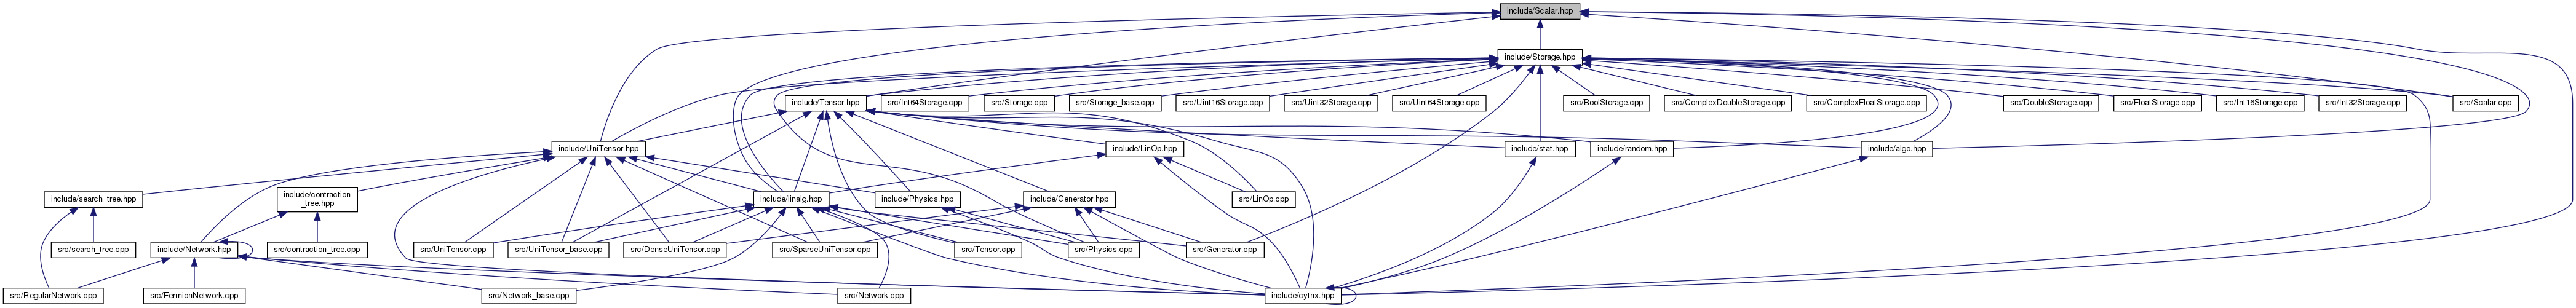 include/Scalar.hpp
include/Storage.hpp
include/Tensor.hpp
src/Int64Storage.cpp
src/Storage.cpp
src/Storage_base.cpp
src/Uint16Storage.cpp
src/Uint32Storage.cpp
src/Uint64Storage.cpp
src/BoolStorage.cpp
src/ComplexDoubleStorage.cpp
src/ComplexFloatStorage.cpp
src/DoubleStorage.cpp
src/FloatStorage.cpp
src/Int16Storage.cpp
src/Int32Storage.cpp
src/Scalar.cpp
include/UniTensor.hpp
include/LinOp.hpp
include/stat.hpp
include/random.hpp
include/algo.hpp
include/search_tree.hpp
include/contraction
_tree.hpp
include/linalg.hpp
include/Physics.hpp
include/Generator.hpp
src/LinOp.cpp
include/Network.hpp
src/search_tree.cpp
src/contraction_tree.cpp
src/UniTensor.cpp
src/UniTensor_base.cpp
src/DenseUniTensor.cpp
src/SparseUniTensor.cpp
src/Tensor.cpp
src/Physics.cpp
src/Generator.cpp
src/RegularNetwork.cpp
src/FermionNetwork.cpp
src/Network_base.cpp
src/Network.cpp
include/cytnx.hpp